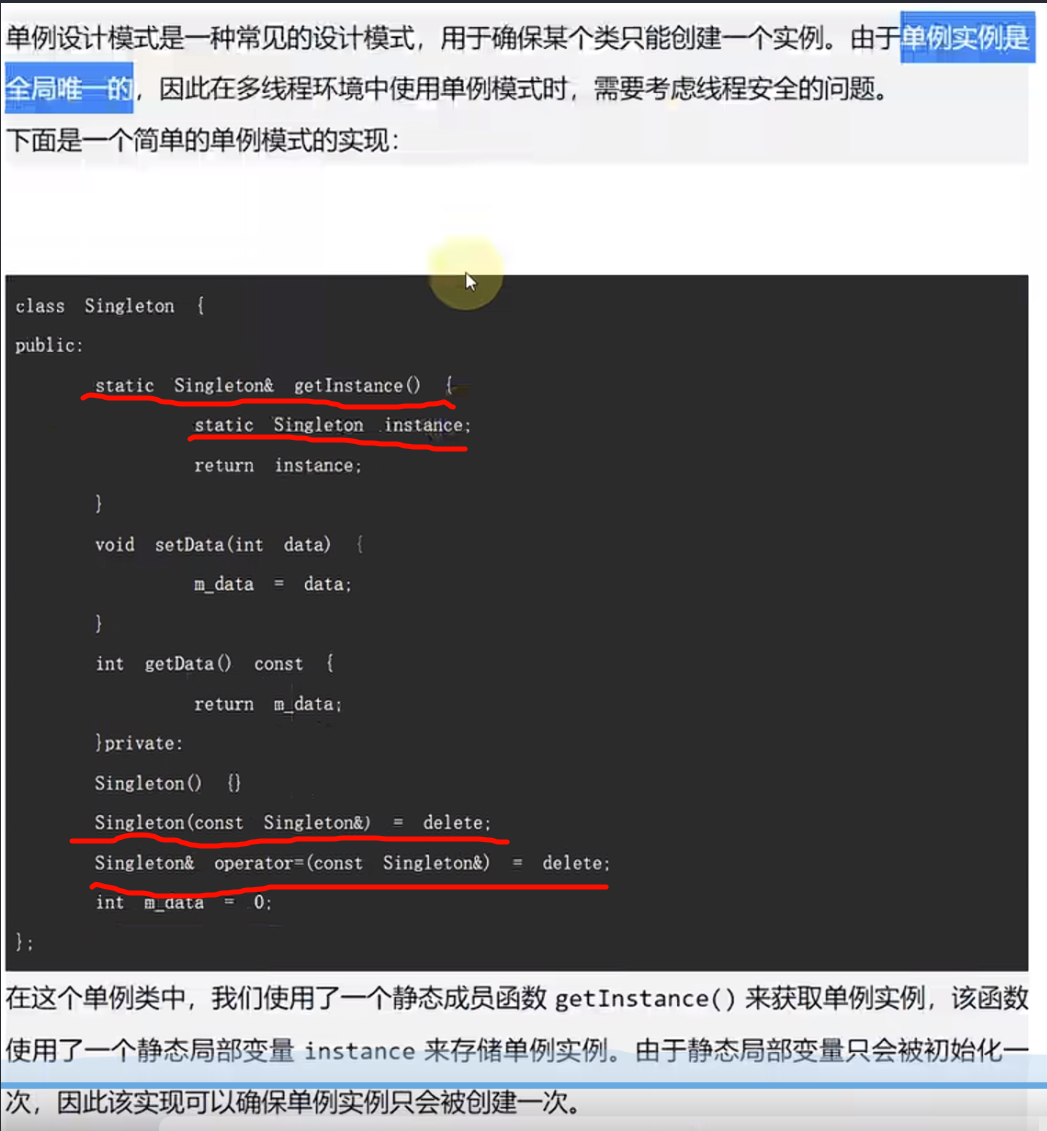 单例设计模式是一种常见的设计模式，用于确保某个类只能创建一个实例。由于单例实例是
全局唯一的，因此在多线程环境中使用单例模式时，需要考虑线程安全的问题。
下面是一个简单的单例模式的实现：
class Singleton {
public:
static Singleton& getInstance() {
static Singleton instance;
return instance;
}
void setData(int data) {
m_data = data;
}
int getData() const {
return m_data;
}private:
Singleton() {}
Singleton(const Singleton&) = delete;
Singleton& operator=(const Singleton&) = delete;
int m_data = 0;
};
在这个单例类中，我们使用了一个静态成员函数 getInstance() 来获取单例实例，该函数
使用了一个静态局部变量 instance 来存储单例实例。由于静态局部变量只会被初始化一
次，因此该实现可以确保单例实例只会被创建一次。